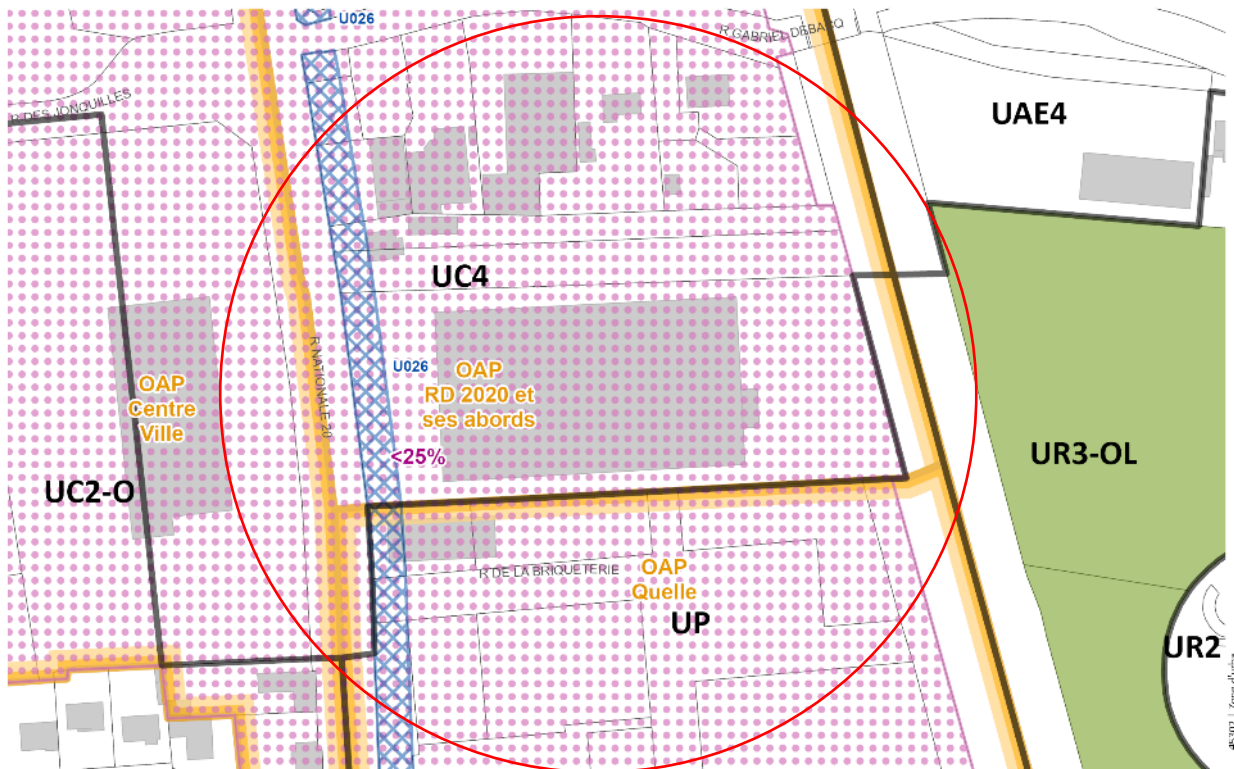 U026
R GABRIEL DEBACQ
R DES JONQUILLES
UAE4
UC4
R NATIONALE 20
U026
OAP
RD 2020 et
ses abords
OAP
Centre
Ville
<25%
UC2-O
UR3-OL
R DE LA BRIQUETERIE
OAP
Quelle
UP
UR2